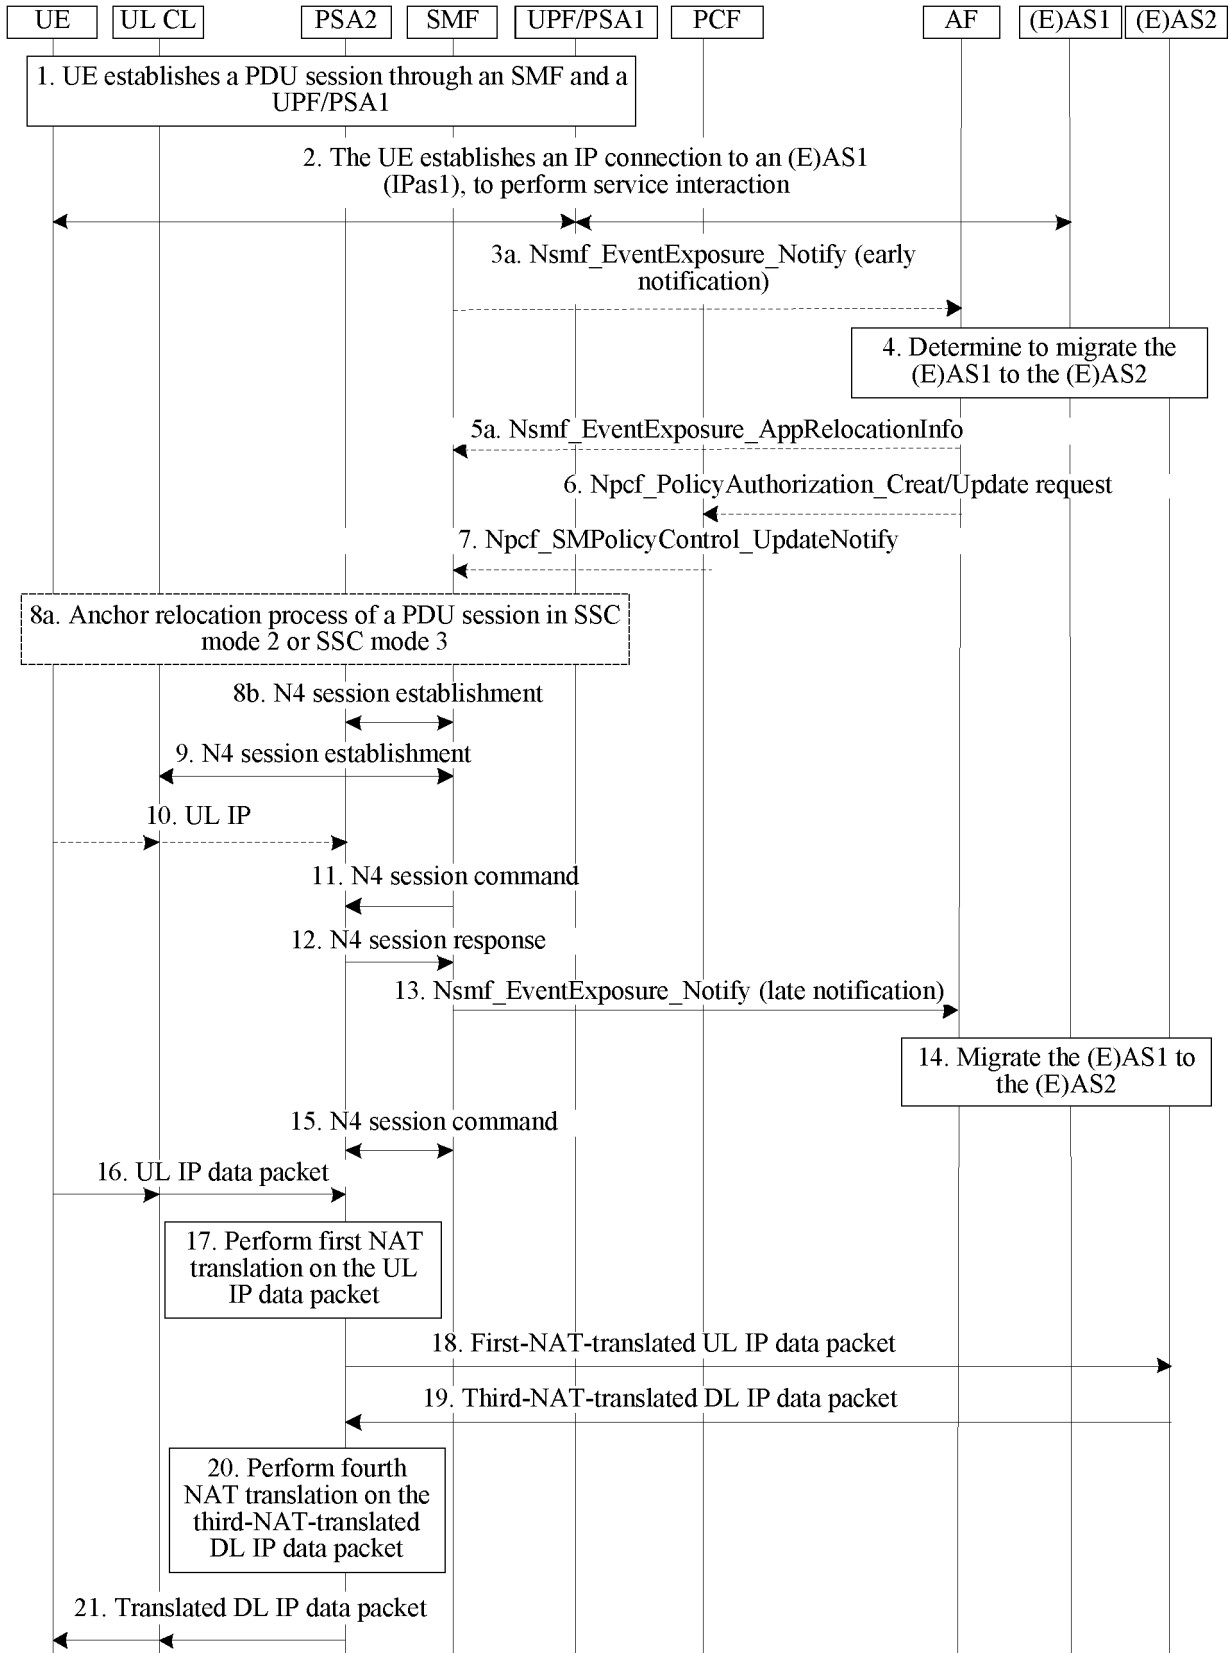 UE
UL CL
PSA2
SMF
UPF/PSA1
PCF
AF
(E)AS1
(E)AS2
1. UE establishes a PDU session through an SMF and a
UPF/PSA1
2. The UE establishes an IP connection to an (E)AS1
(IPas1), to perform service interaction
3a. Nsmf_EventExposure_Notify (early
notification)
4. Determine to migrate the
(E)AS1 to the (E)AS2
5a. Nsmf_EventExposure_AppRelocationInfo
6. Npcf_PolicyAuthorization_Creat/Update request
7. Npcf_SMPolicyControl_UpdateNotify
8a. Anchor relocation process of a PDU session in SSC
mode 2 or SSC mode 3
8b. N4 session establishment
9. N4 session establishment
10. UL IP
11. N4 session command
12. N4 session response
13. Nsmf_EventExposure_Notify (late notification)
14. Migrate the (E)AS1 to
the (E)AS2
15. N4 session command
16. UL IP data packet
17. Perform first NAT
translation on the UL
IP data packet
18. First-NAT-translated UL IP data packet
19. Third-NAT-translated DL IP data packet
20. Perform fourth
NAT translation on the
third-NAT-translated
DL IP data packet
21. Translated DL IP data packet